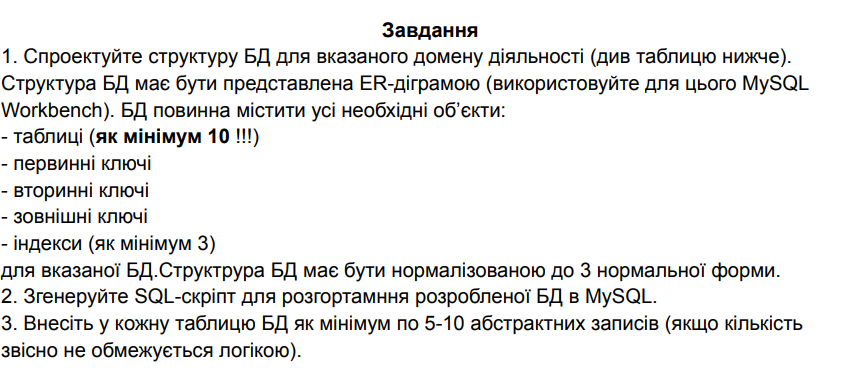 Завдання
1. Спроектуйте структуру БД для вказаного домену діяльності (див таблицю нижче).
Структура БД має бути представлена ER-діграмою (використовуйте для цього MySQL
Workbench). БД повинна містити усі необхідні об’єкти:
- таблиці (як мінімум 10 !!!)
- первинні ключі
- вторинні ключі
- зовнішні ключі
- індекси (як мінімум 3)
для вказаної БД.Структрура БД має бути нормалізованою до 3 нормальної форми.
2. Згенеруйте SQL-скріпт для розгортамння розробленої БД в MySQL.
3. Внесіть у кожну таблицю БД як мінімум по 5-10 абстрактних записів (якщо кількість
звісно не обмежується логікою).